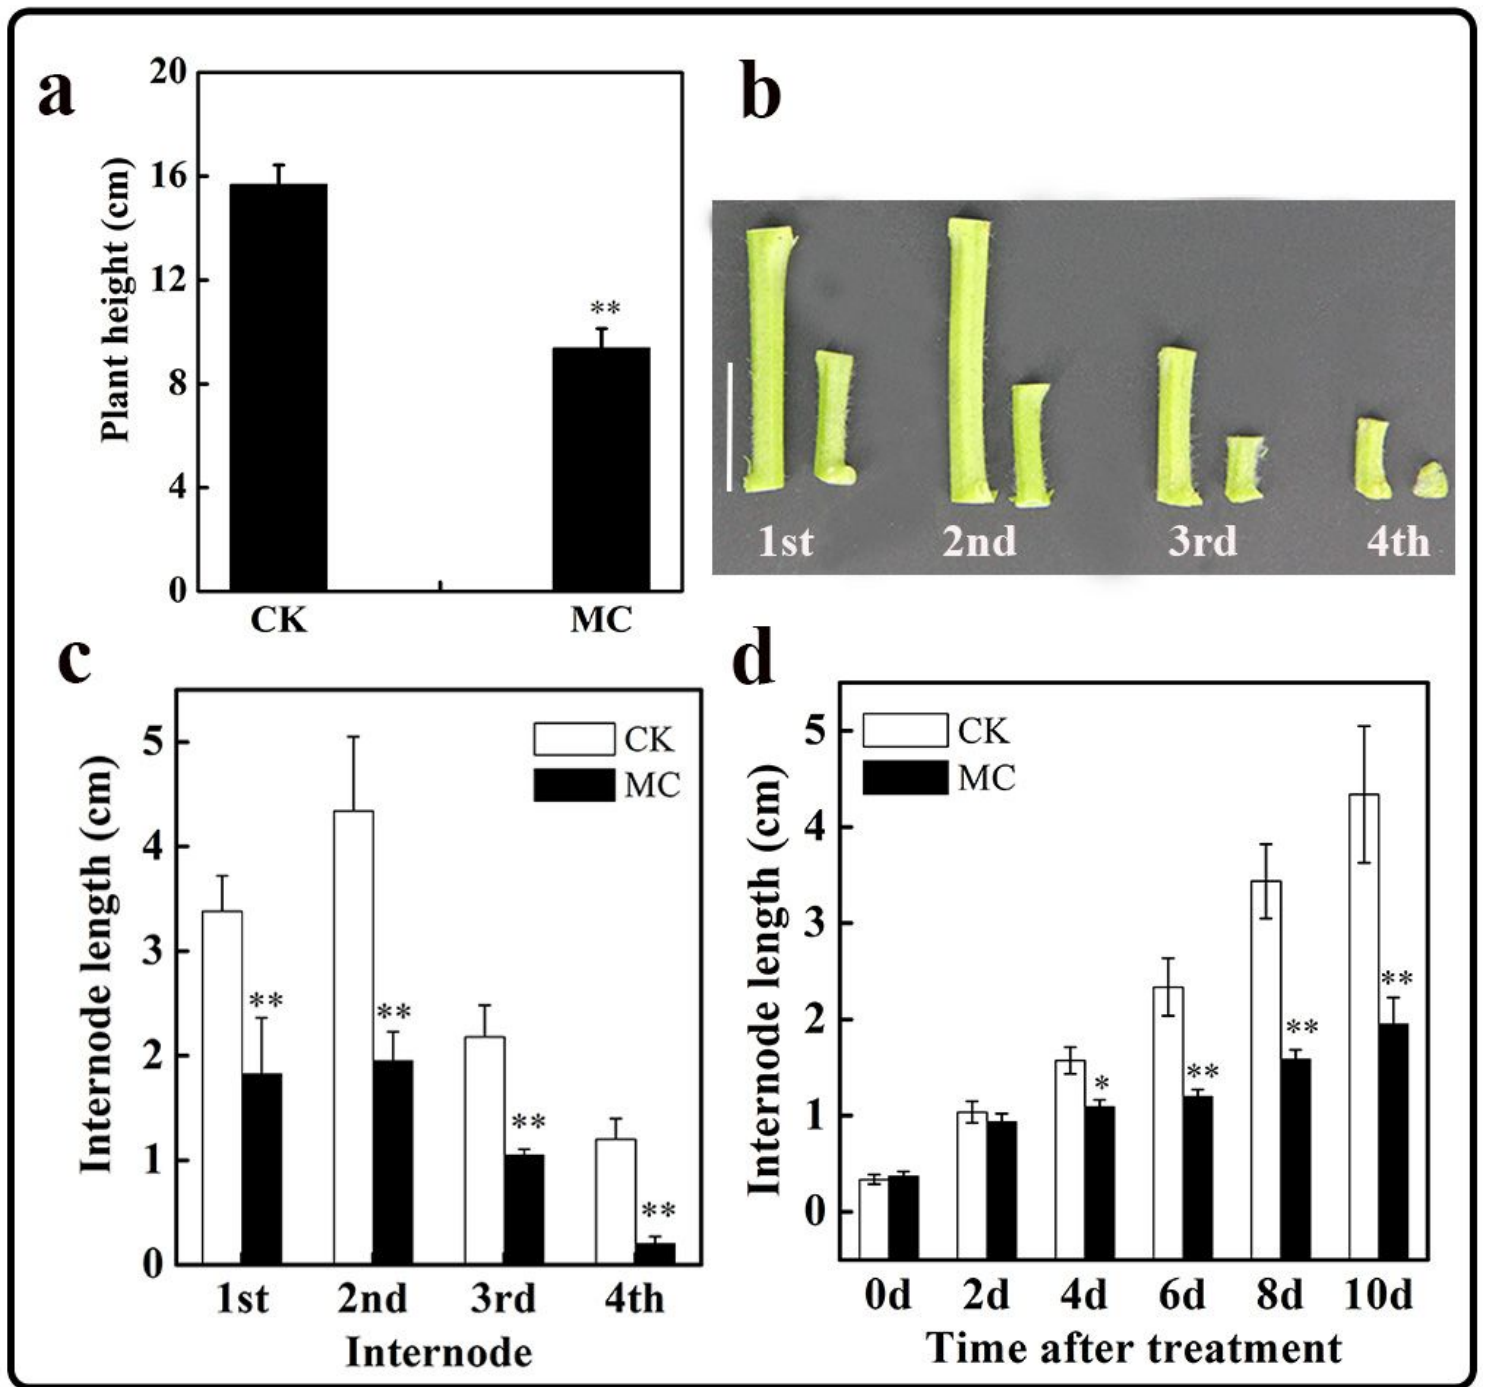 a
20
16
12
8
4
0
Plant height (cm)
**
CK
MC
b
1st
2nd
3rd
4th
c
5
4
3
2
1
0
Internode length (cm)
CK
MC
**
**
**
**
1st
2nd
3rd
4th
Internode
d
5
4
3
2
1
0
Internode length (cm)
CK
MC
*
**
**
**
0d
2d
4d
6d
8d
10d
Time after treatment